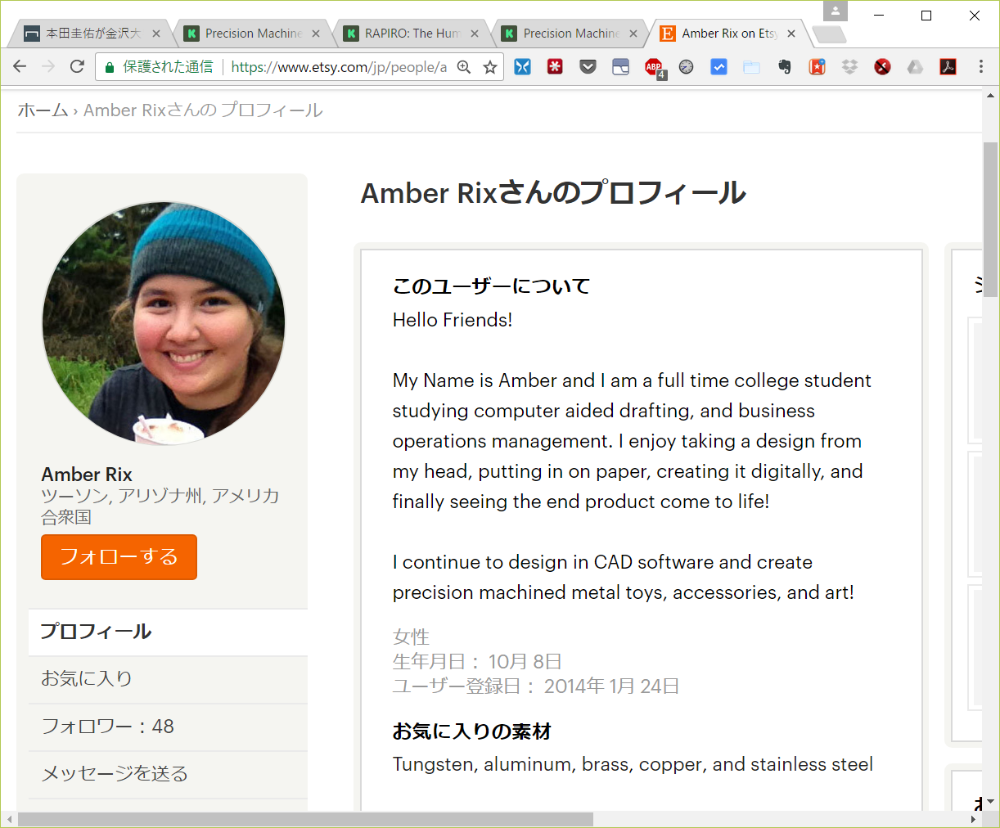 本田圭佑が金沢大
Precision Machine
RAPIRO: The Hum
Precision Machine
Amber Rix on Etsy
保護された通信
https://www.etsy.com/jp/people/a
ABP
4
ホーム › Amber Rixさんの プロフィール
Amber Rixさんのプロフィール
Amber Rix
ツーソン, アリゾナ州, アメリカ
合衆国
フォローする
プロフィール
お気に入り
フォロワー：48
メッセージを送る
このユーザーについて
Hello Friends!
My Name is Amber and I am a full time college student
studying computer aided drafting, and business
operations management. I enjoy taking a design from
my head, putting in on paper, creating it digitally, and
finally seeing the end product come to life!
I continue to design in CAD software and create
precision machined metal toys, accessories, and art!
女性
生年月日： 10月 8日
ユーザー登録日： 2014年 1月 24日
お気に入りの素材
Tungsten, aluminum, brass, copper, and stainless steel